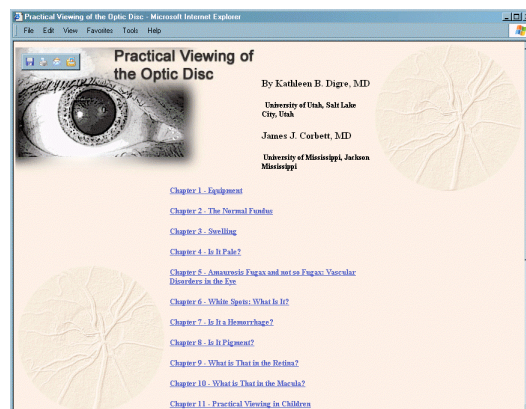 Practical Viewing of the Optic Disc - Microsoft Internet Explorer
File Edit View Favorites Tools Help
Practical Viewing of
the Optic Disc
By Kathleen B. Digre, MD
University of Utah, Salt Lake
City, Utah
James J. Corbett, MD
University of Mississippi, Jackson
Mississippi
Chapter 1 - Equipment
Chapter 2 - The Normal Fundus
Chapter 3 - Swelling
Chapter 4 - Is It Pale?
Chapter 5 - Amaurosis Fugax and not so Fugax: Vascular
Disorders in the Eye
Chapter 6 - White Spots: What Is It?
Chapter 7 - Is It a Hemorrhage?
Chapter 8 - Is It Pigment?
Chapter 9 - What is That in the Retina?
Chapter 10 - What is That in the Macula?
Chapter 11 - Practical Viewing in Children